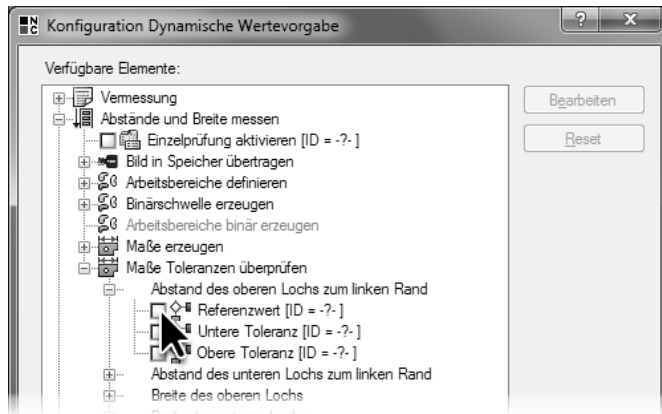 Konfiguration Dynamische Wertevorgabe
Verfügbare Elemente:
Vermessung
Abstände und Breite messen
Einzelprüfung aktivieren [ID = -?- ]
Bild in Speicher übertragen
Arbeitsbereiche definieren
Binärschwelle erzeugen
Arbeitsbereiche binär erzeugen
Maße erzeugen
Maße Toleranzen überprüfen
Abstand des oberen Lochs zum linken Rand
Referenzwert [ID = -?- ]
Untere Toleranz [ID = -?- ]
Obere Toleranz [ID = -?- ]
Abstand des unteren Lochs zum linken Rand
Breite des oberen Lochs
Bearbeiten
Reset